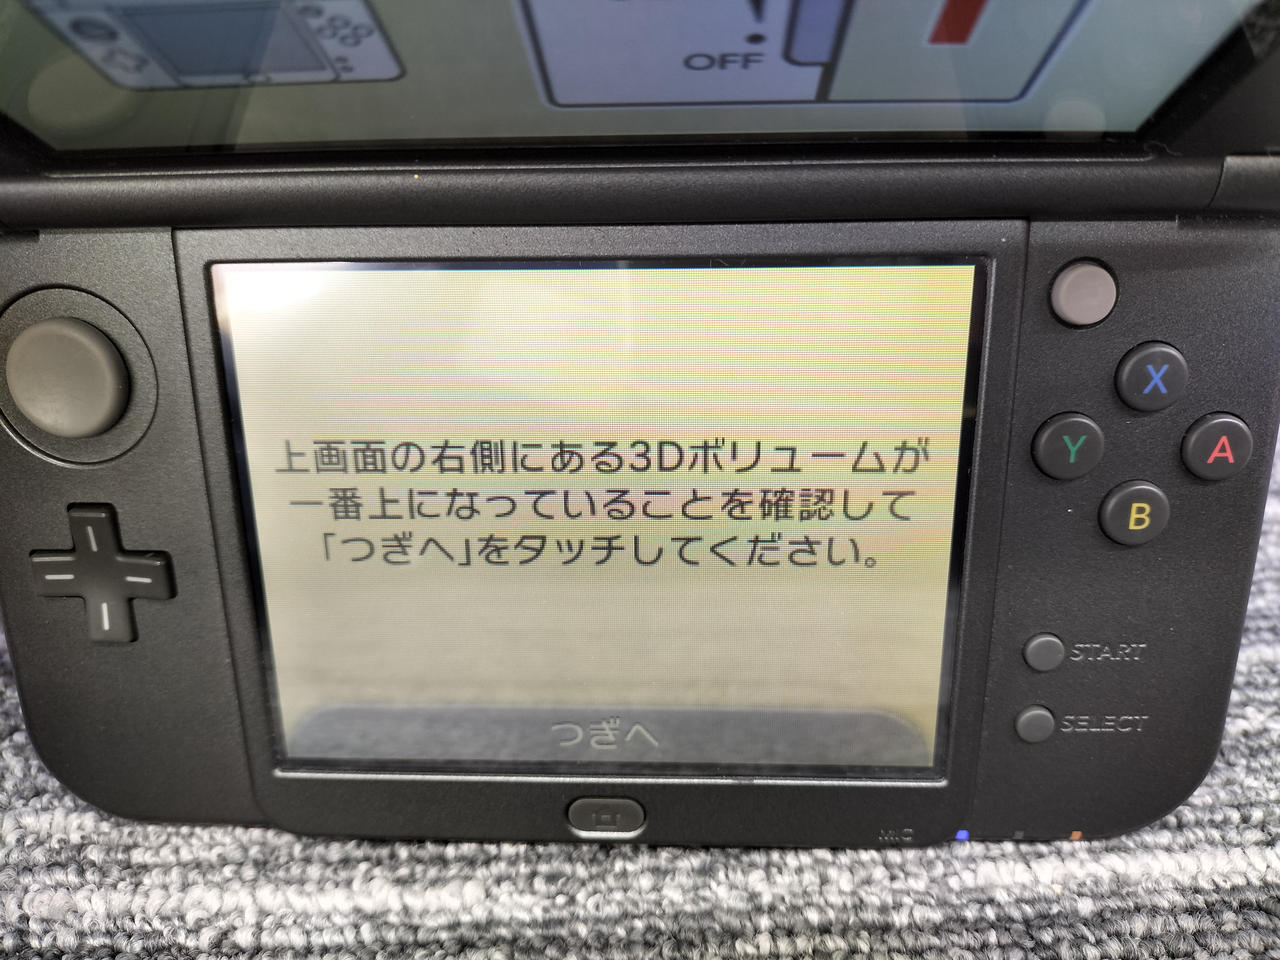 OFF
上画面の右側にある3Dボリュームが
一番上になっていることを確認して
「つぎへ」をタッチしてください。
つぎへ
X
Y
A
B
START
SELECT
MIC